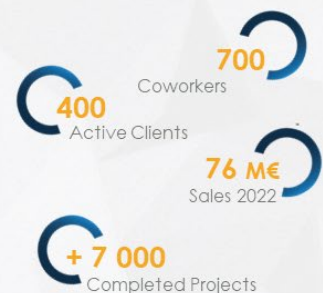 700
Coworkers
400
Active Clients
76 M€
Sales 2022
+ 7 000
Completed Projects